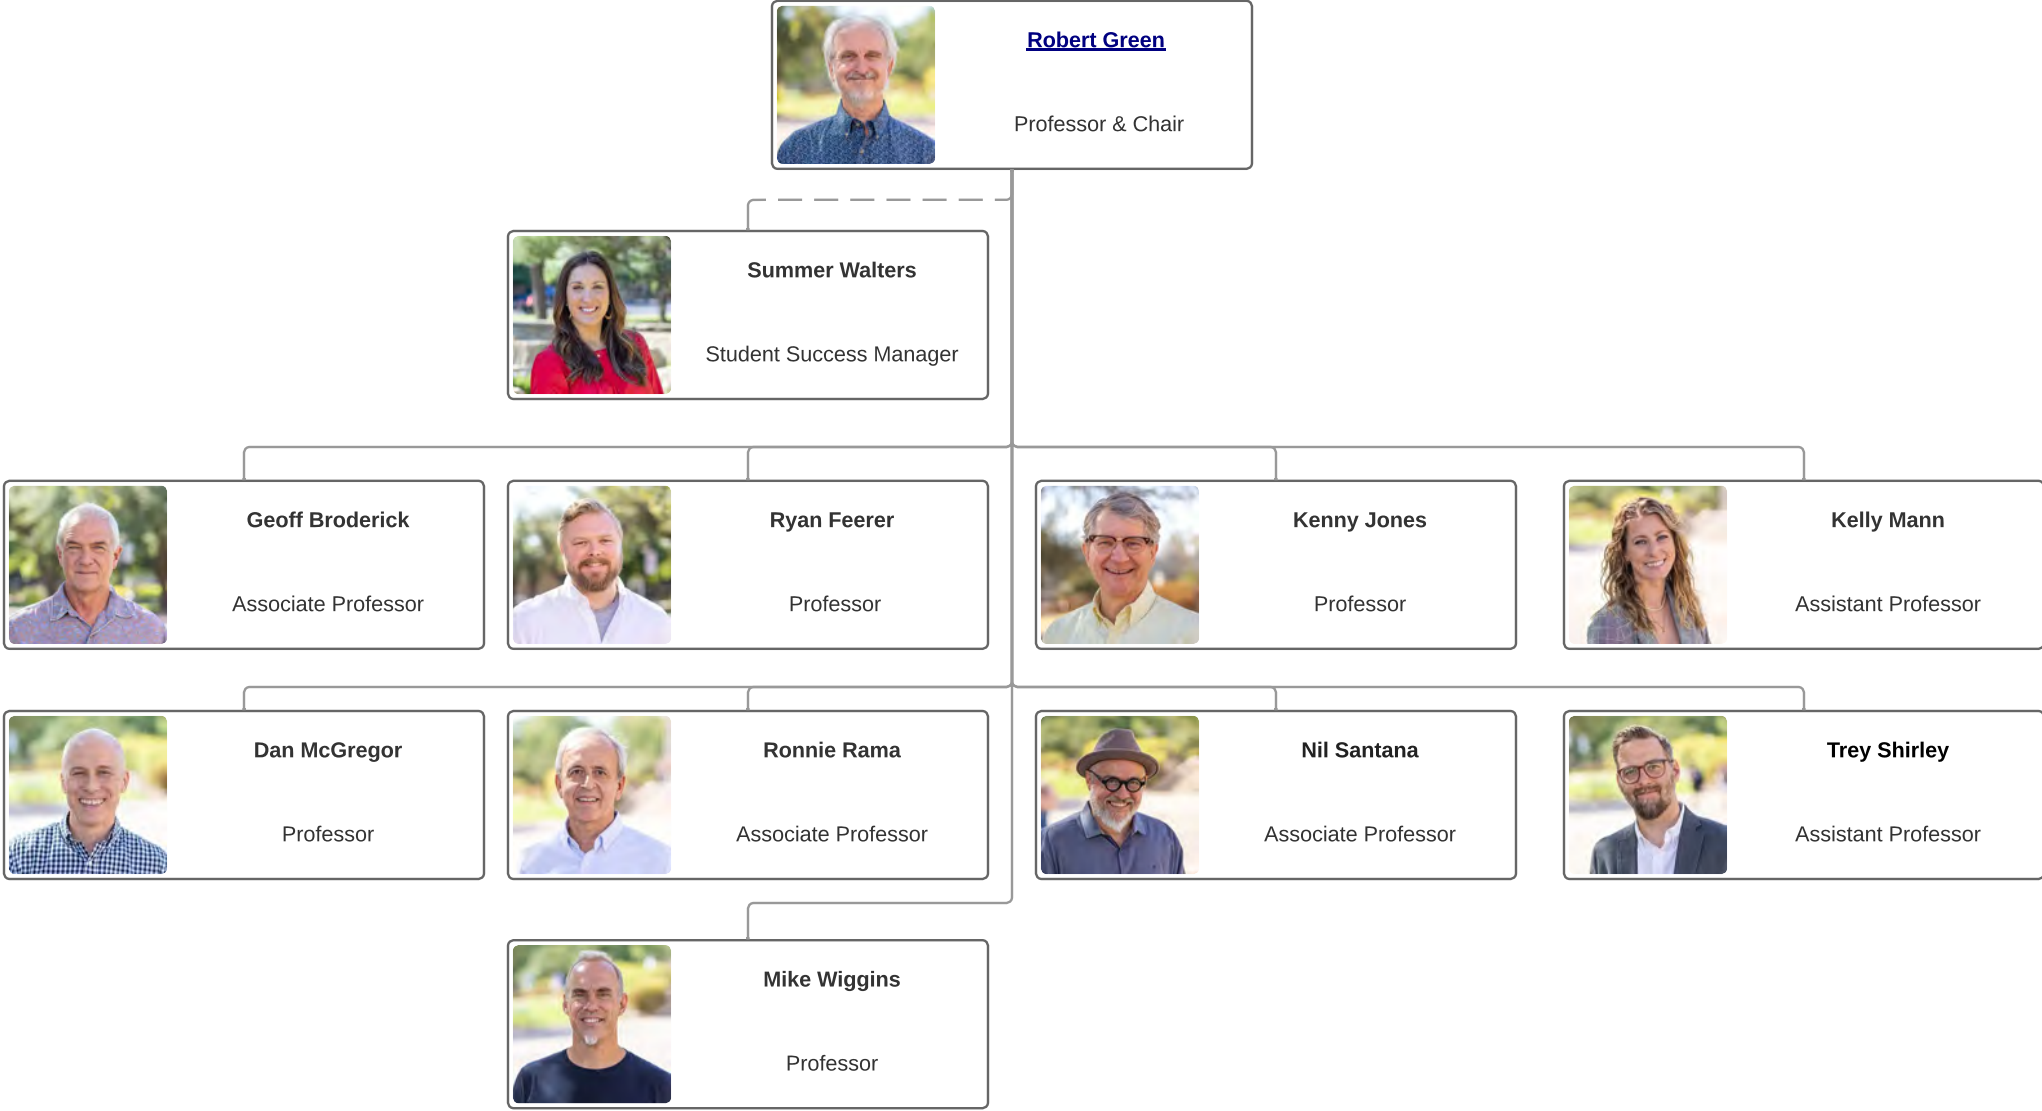 Robert Green
Professor & Chair
Summer Walters
Student Success Manager
Geoff Broderick
Associate Professor
Ryan Feerer
Professor
Kenny Jones
Professor
Kelly Mann
Assistant Professor
Dan McGregor
Professor
Ronnie Rama
Associate Professor
Nil Santana
Associate Professor
Trey Shirley
Assistant Professor
Mike Wiggins
Professor